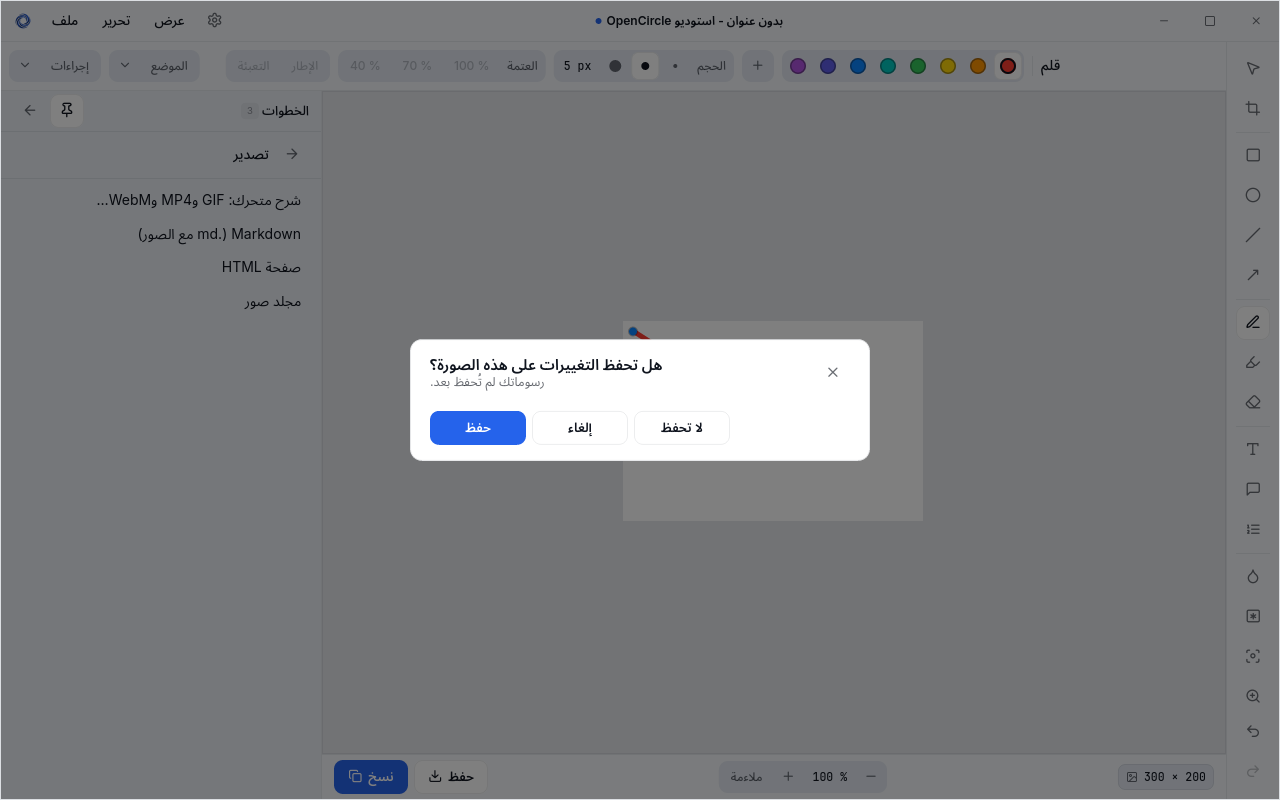 ملف
تحرير
عرض
بدون عنوان - استوديو OpenCircle
قلم
الحجم
5 px
العتمة
100 %
70 %
40 %
الإطار
التعبئة
الموضع
إجراءات
الخطوات 3
تصدير
شرح متحرك: GIF وMP4 وWebM...
Markdown (.md مع الصور)
صفحة HTML
مجلد صور
هل تحفظ التغييرات على هذه الصورة؟
رسوماتك لم تُحفظ بعد.
لا تحفظ
إلغاء
حفظ
300 × 200
100 %
ملاءمة
حفظ
نسخ